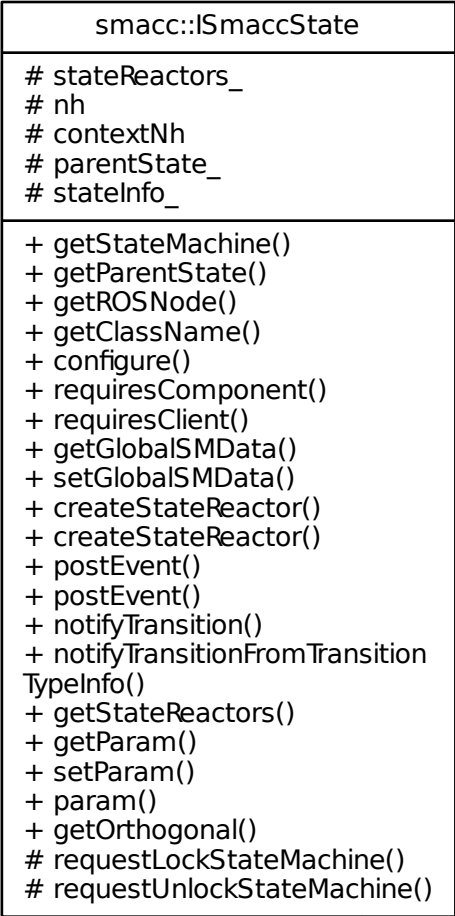 smacc::ISmaccState
# stateReactors_
# nh
# contextNh
# parentState_
# stateInfo_
+ getStateMachine()
+ getParentState()
+ getROSNode()
+ getClassName()
+ configure()
+ requiresComponent()
+ requiresClient()
+ getGlobalSMData()
+ setGlobalSMData()
+ createStateReactor()
+ createStateReactor()
+ postEvent()
+ postEvent()
+ notifyTransition()
+ notifyTransitionFromTransition
TypeInfo()
+ getStateReactors()
+ getParam()
+ setParam()
+ param()
+ getOrthogonal()
# requestLockStateMachine()
# requestUnlockStateMachine()